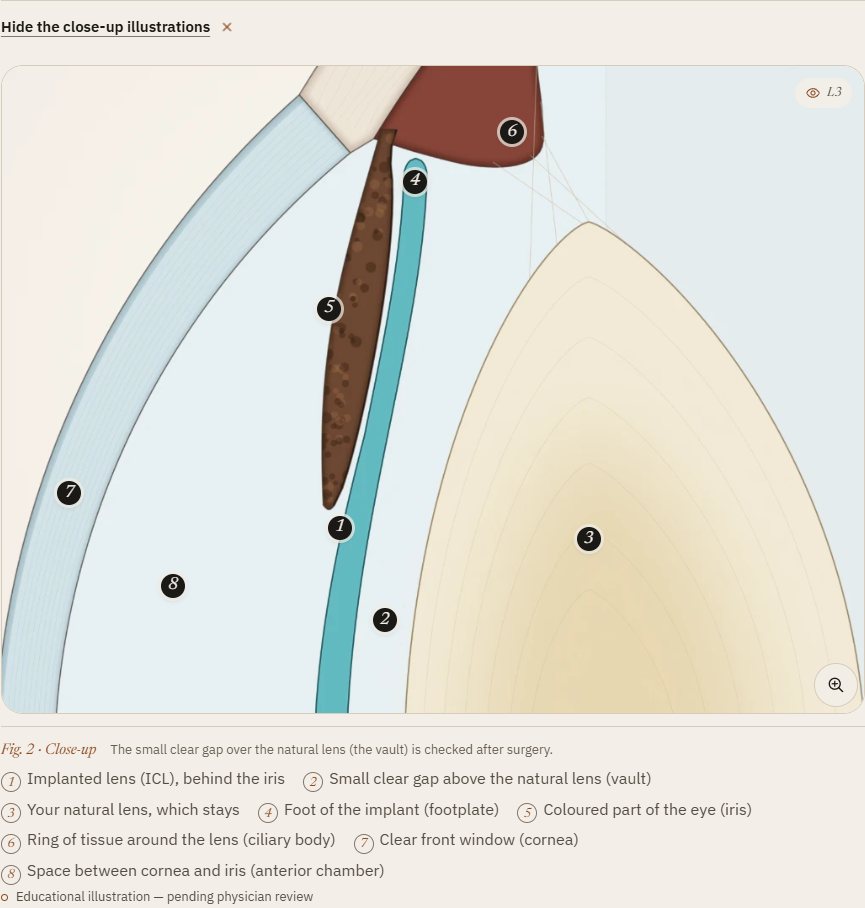 Hide the close-up illustrations ×
L3
6
4
5
7
1
3
8
2
Fig. 2 · Close-up The small clear gap over the natural lens (the vault) is checked after surgery.
1 Implanted lens (ICL), behind the iris 2 Small clear gap above the natural lens (vault)
3 Your natural lens, which stays 4 Foot of the implant (footplate) 5 Coloured part of the eye (iris)
6 Ring of tissue around the lens (ciliary body) 7 Clear front window (cornea)
8 Space between cornea and iris (anterior chamber)
Educational illustration — pending physician review